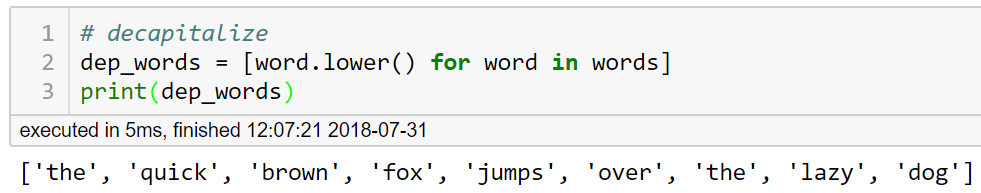 1 # decapitalize
2 dep_words = [word.lower() for word in words]
3 print(dep_words)
executed in 5ms, finished 12:07:21 2018-07-31
['the', 'quick', 'brown', 'fox', 'jumps', 'over', 'the', 'lazy', 'dog']